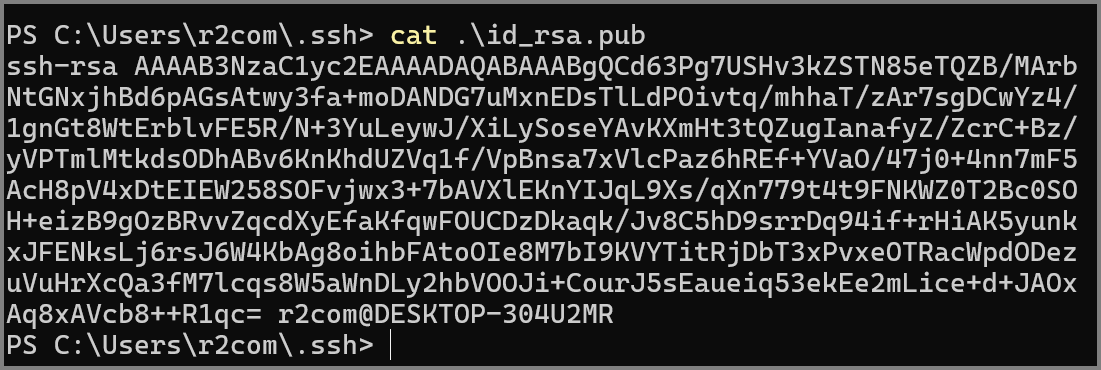 PS C:\Users\r2com\.ssh> cat .\id_rsa.pub
ssh-rsa AAAAB3NzaC1yc2EAAAADAQABAAABgQCd63Pg7USHv3kZSTN85eTQZB/MArb
NtGNxjhBd6pAGsAtwy3fa+moDANDG7uMxnEDsTlLdPOivtq/mhhaT/zAr7sgDCwYz4/
1gnGt8WtErblvFE5R/N+3YuLeywJ/XiLySoseYAvKXmHt3tQZugIanafyZ/ZcrC+Bz/
yVPTmlMtkdsODhABv6KnKhdUZVq1f/VpBnsa7xVlcPaz6hREf+YVaO/47j0+4nn7mF5
AcH8pV4xDtEIEW258SOFvjwx3+7bAVXlEKnYIJqL9Xs/qXn779t4t9FNKWZ0T2Bc0SO
H+eizB9gOzBRvvZqcdXyEfaKfqwFOUCDzDkaqk/Jv8C5hD9srrDq94if+rHiAK5yunk
xJFENksLj6rsJ6W4KbAg8oihbFAtoOIe8M7bI9KVYTitRjDbT3xPvxeOTRacWpdODez
uVuHrXcQa3fM7lcqs8W5aWnDLy2hbVOOJi+CourJ5sEaueiq53ekEe2mLice+d+JAOx
Aq8xAVcb8++R1qc= r2com@DESKTOP-304U2MR
PS C:\Users\r2com\.ssh>